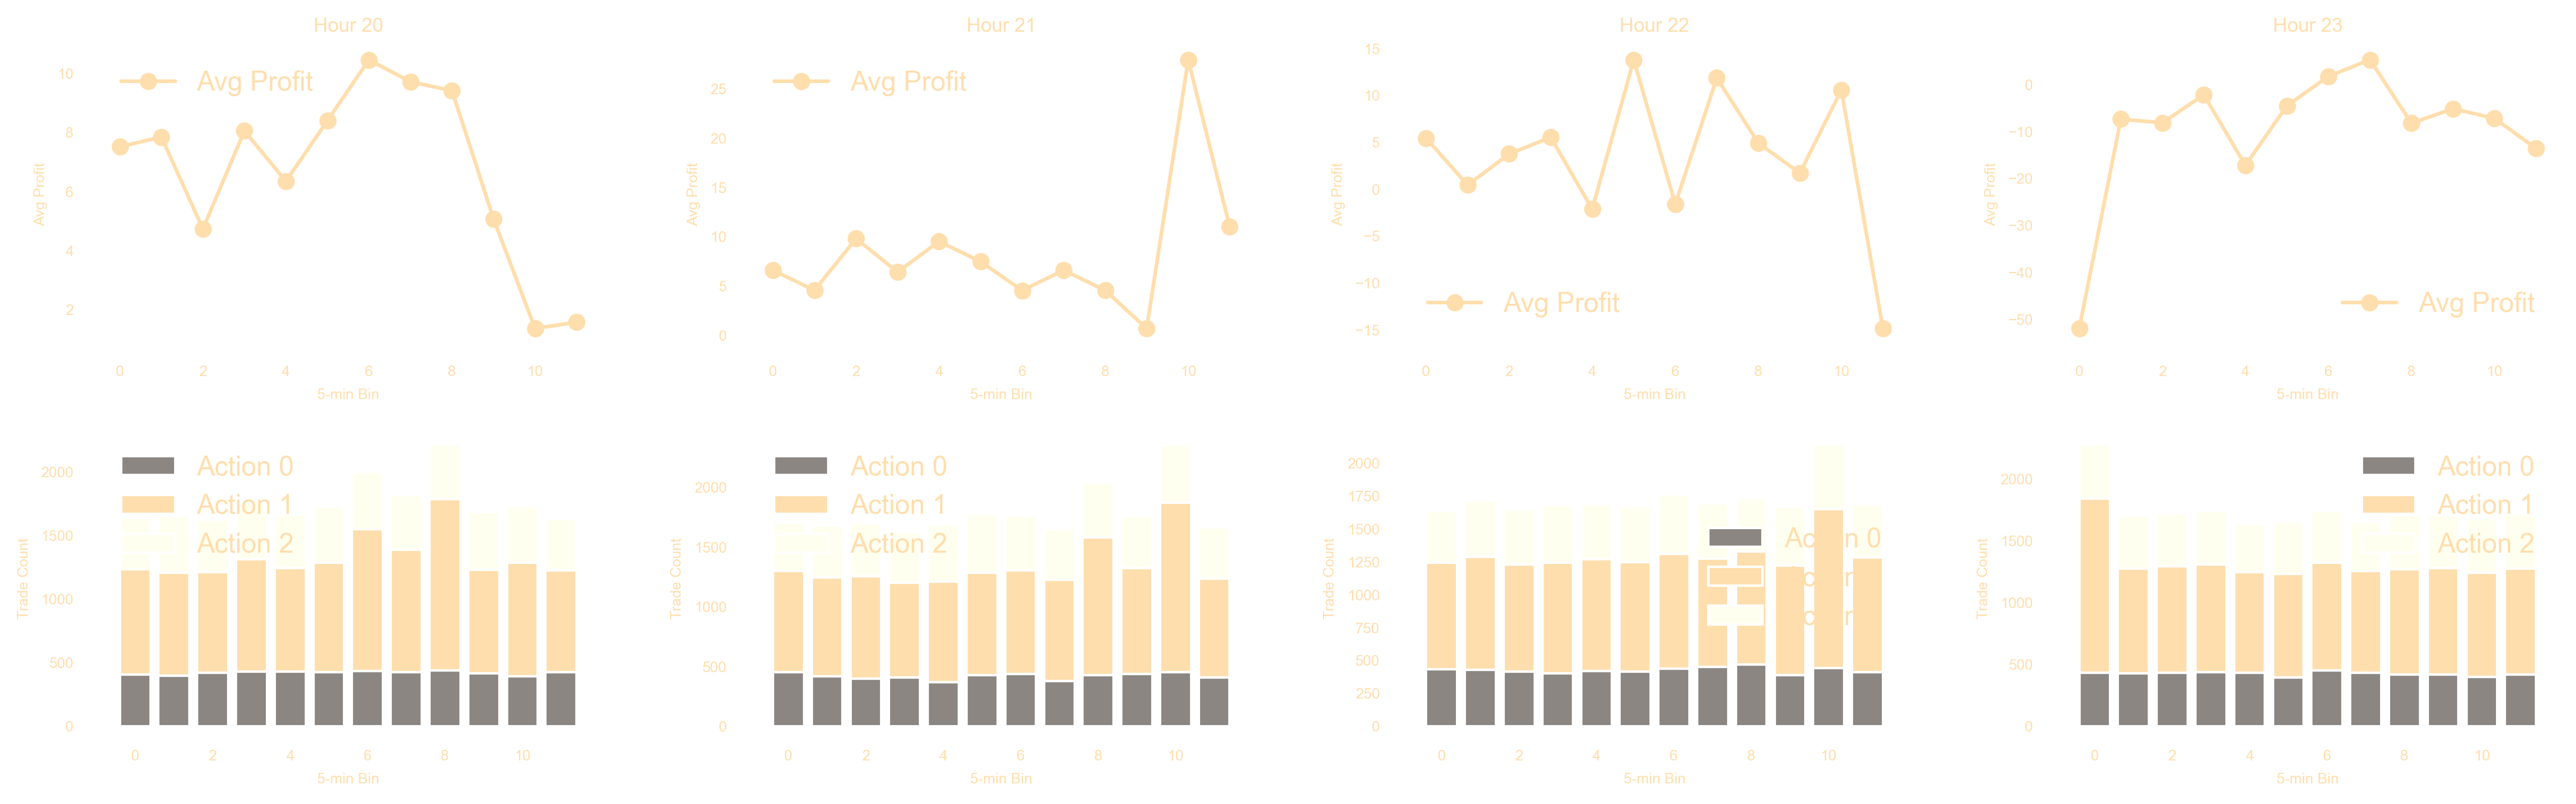 Hour 20
Avg Profit
10
8
6
4
2
Avg Profit
0 2 4 6 8 10
5-min Bin
Hour 21
Avg Profit
25
20
15
10
5
0
Avg Profit
0 2 4 6 8 10
5-min Bin
Hour 22
15
10
5
0
−5
−10
−15
Avg Profit
Avg Profit
0 2 4 6 8 10
5-min Bin
Hour 23
0
−10
−20
−30
−40
−50
Avg Profit
Avg Profit
0 2 4 6 8 10
5-min Bin
Action 0
Action 1
Action 2
2000
1500
1000
500
0
Trade Count
0 2 4 6 8 10
5-min Bin
Action 0
Action 1
Action 2
2000
1500
1000
500
0
Trade Count
0 2 4 6 8 10
5-min Bin
2000
1750
1500
1250
1000
750
500
250
0
Trade Count
Action 0
0 2 4 6 8 10
5-min Bin
Action 0
Action 1
Action 2
2000
1500
1000
500
0
Trade Count
0 2 4 6 8 10
5-min Bin